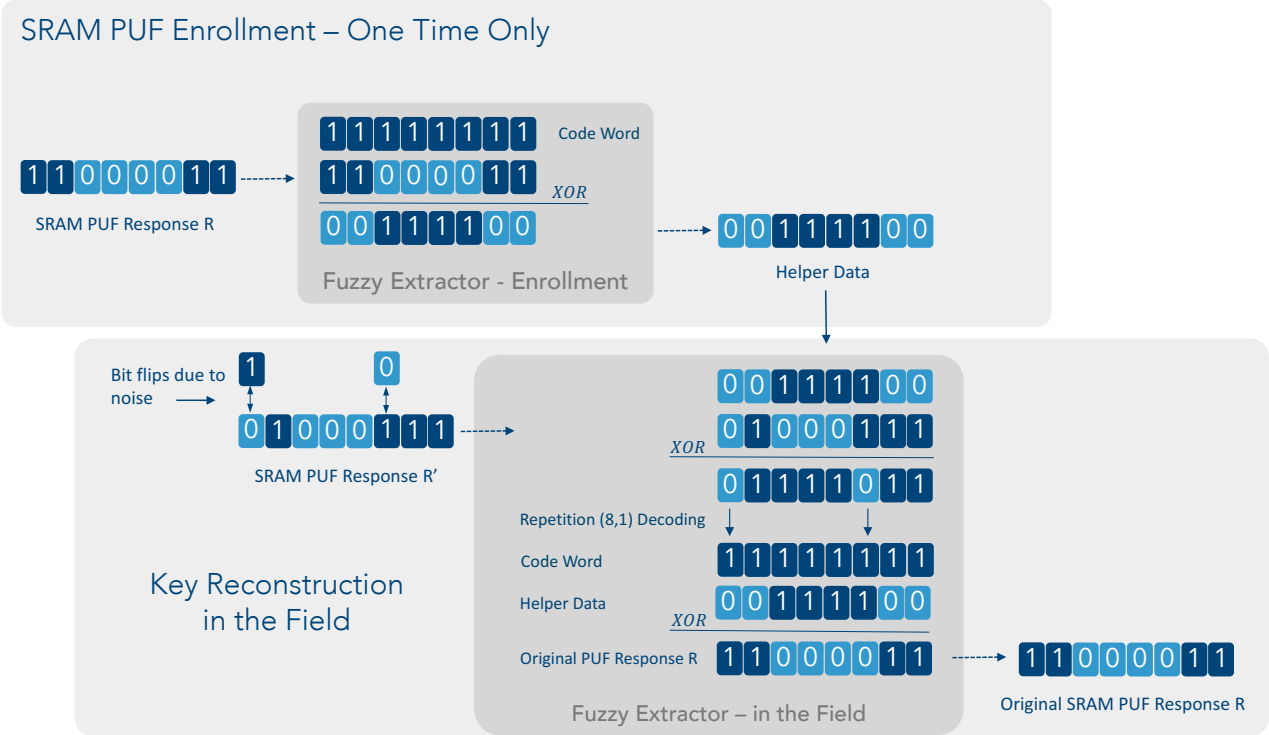 SRAM PUF Enrollment – One Time Only
1 1 1 1 1 1 1 1 Code Word
1 1 0 0 0 0 1 1
SRAM PUF Response R
1 1 0 0 0 0 1 1
XOR
0 0 1 1 1 1 0 0
Fuzzy Extractor - Enrollment
0 0 1 1 1 1 0 0
Helper Data
Bit flips due to
noise
1 0
0 1 0 0 0 1 1 1
SRAM PUF Response R’
Key Reconstruction
in the Field
0 0 1 1 1 1 0 0
0 1 0 0 0 1 1 1
XOR
0 1 1 1 1 0 1 1
Repetition (8,1) Decoding
Code Word 1 1 1 1 1 1 1 1
Helper Data 0 0 1 1 1 1 0 0
XOR
Original PUF Response R 1 1 0 0 0 0 1 1
Fuzzy Extractor – in the Field
1 1 0 0 0 0 1 1
Original SRAM PUF Response R